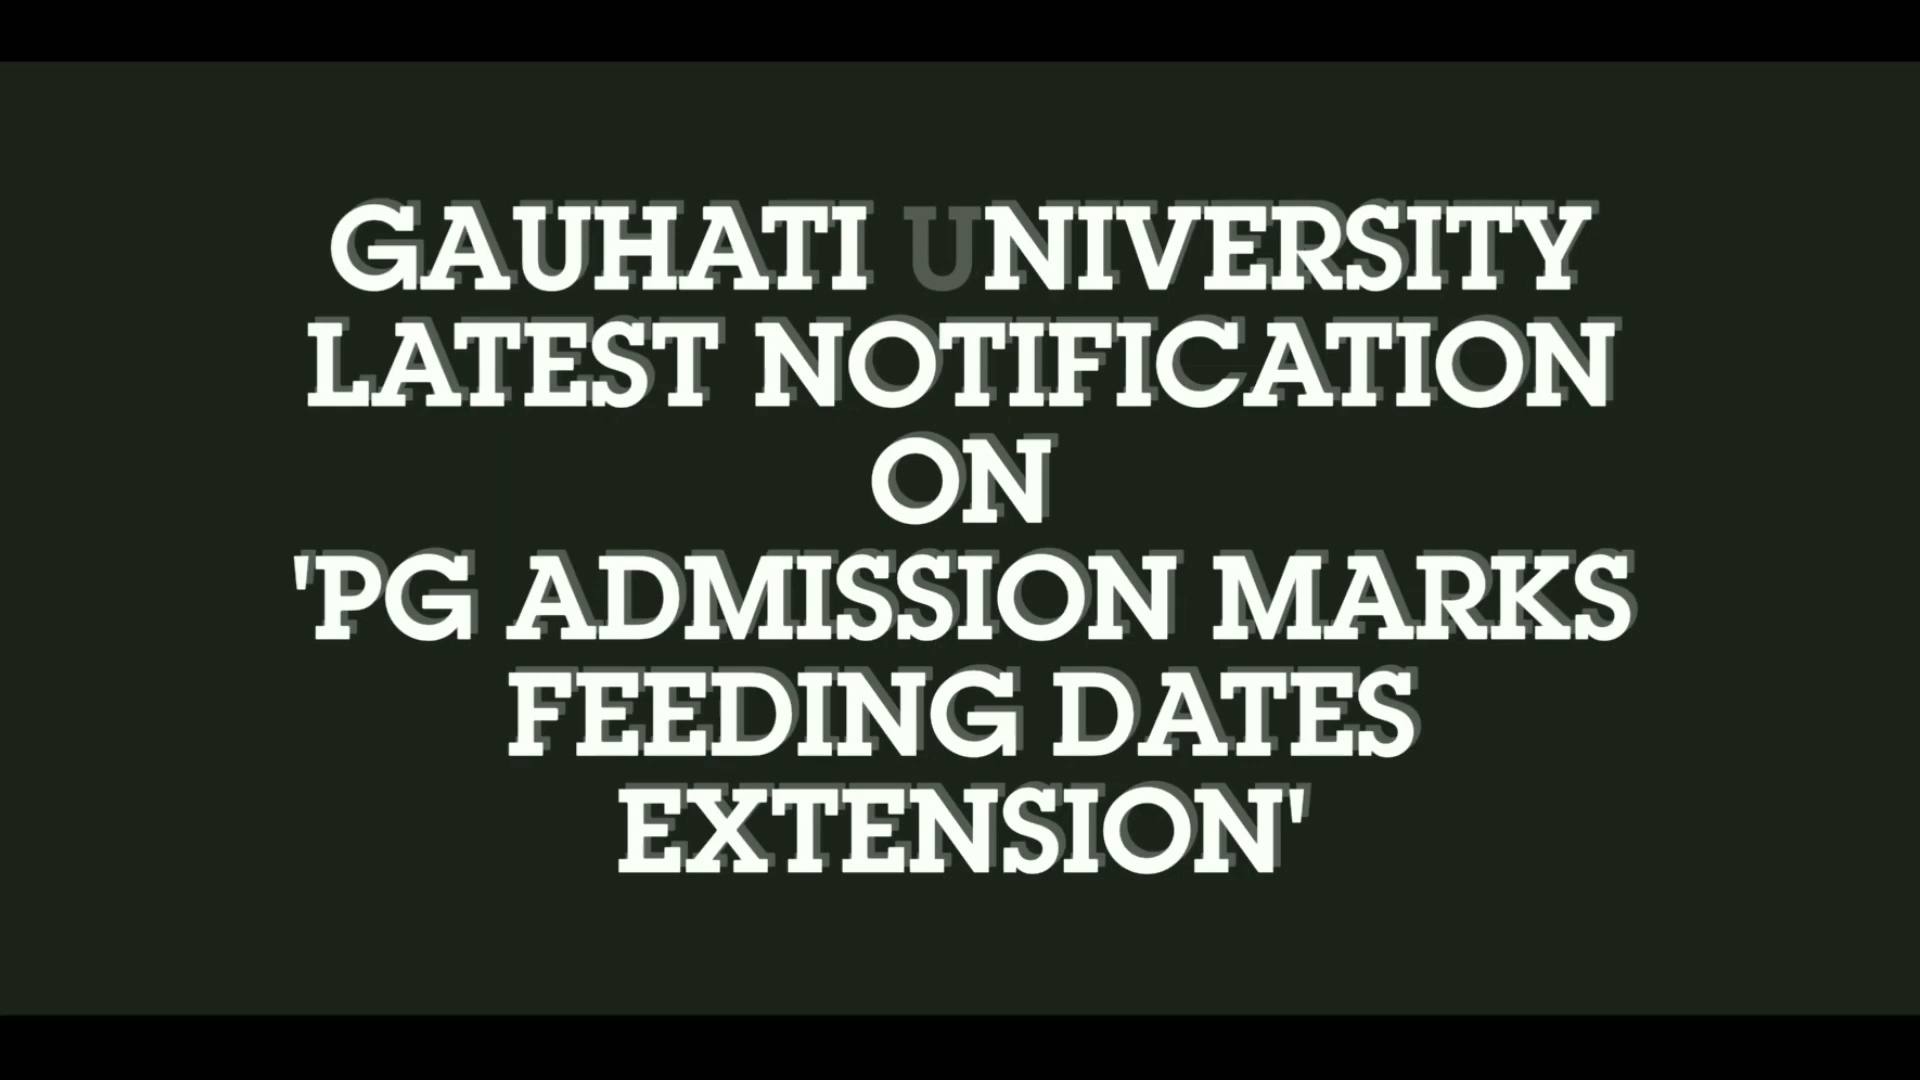 GAUHATI UNIVERSITY
LATEST NOTIFICATION
ON
'PG ADMISSION MARKS
FEEDING DATES
EXTENSION'